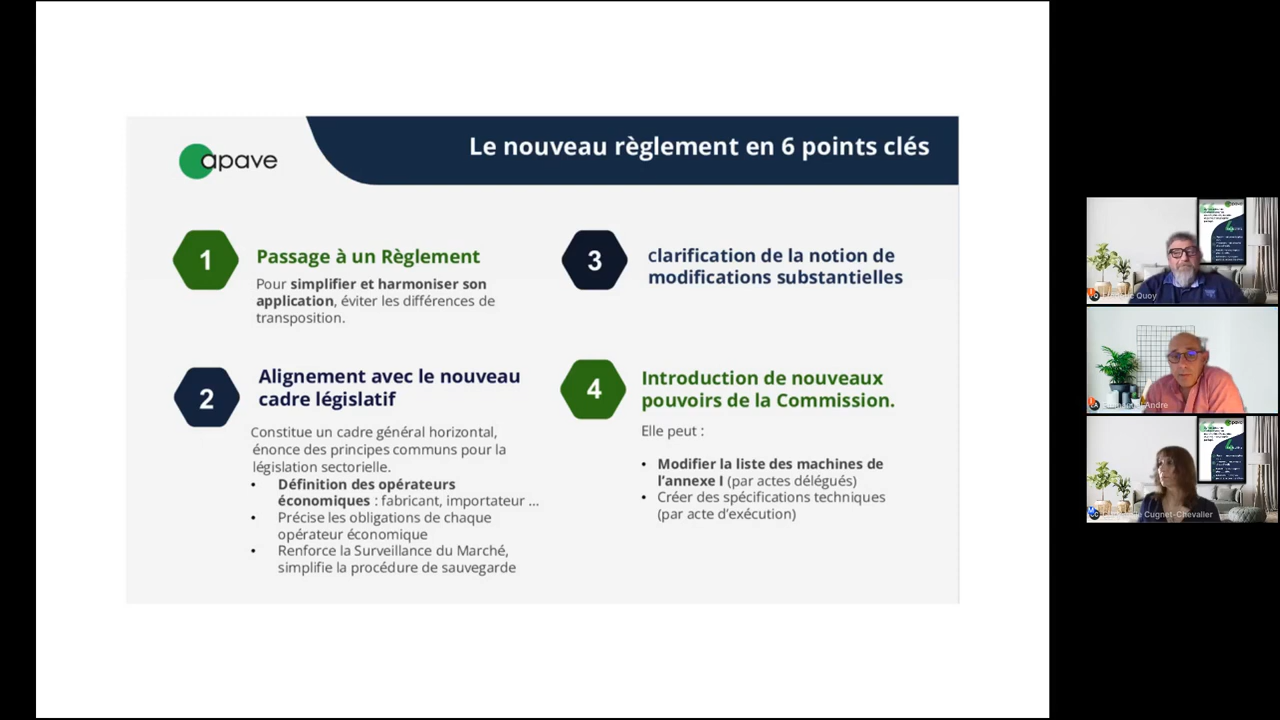 apave
Le nouveau règlement en 6 points clés
1
Passage à un Règlement
Pour simplifier et harmoniser son
application, éviter les différences de
transposition.
2
Alignement avec le nouveau
cadre législatif
Constitue un cadre général horizontal,
énonce des principes communs pour la
législation sectorielle.
• Définition des opérateurs
économiques : fabricant, importateur ...
• Précise les obligations de chaque
opérateur économique
• Renforce la Surveillance du Marché,
simplifie la procédure de sauvegarde
3
clarification de la notion de
modifications substantielles
4
Introduction de nouveaux
pouvoirs de la Commission.
Elle peut :
• Modifier la liste des machines de
l'annexe I (par actes délégués)
• Créer des spécifications techniques
(par acte d'exécution)
Quoy
Andre
Cugnet-Chevalier